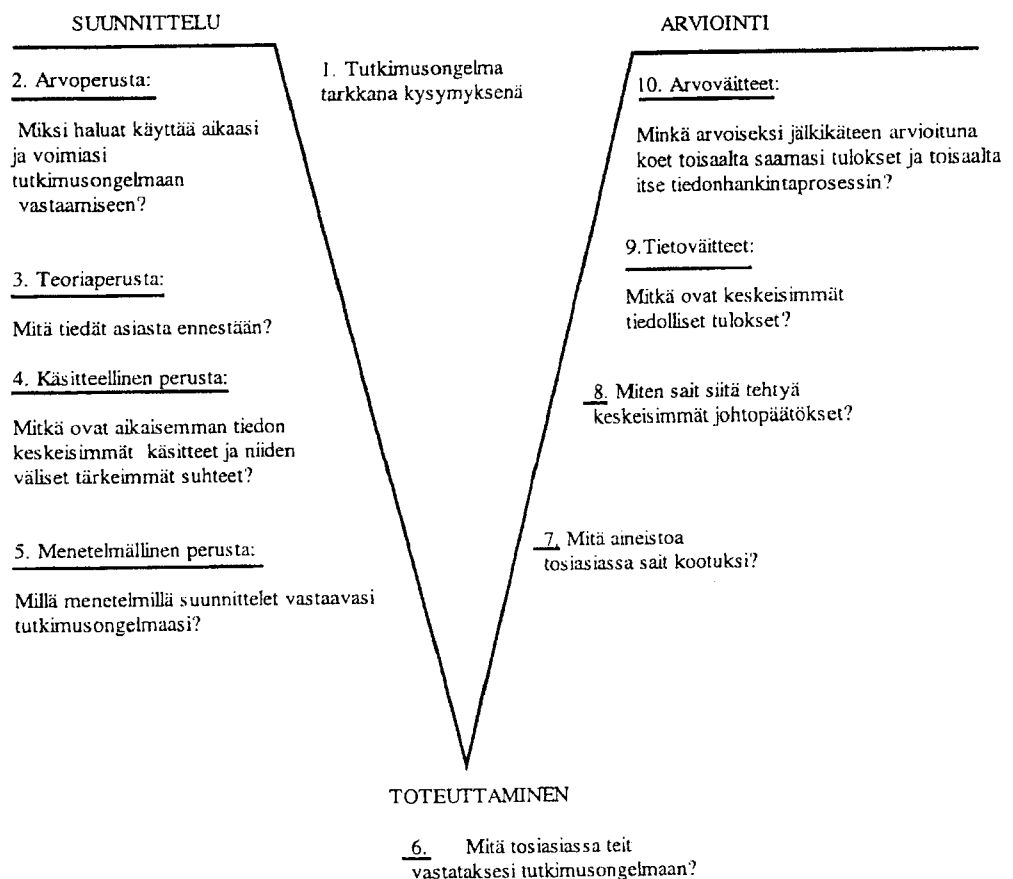 SUUNNITTELU
2. Arvoperusta:
Miksi haluat käyttää aikaasi
ja voimiasi
tutkimusongelmaan
vastaamiseen?
3. Teoriaperusta:
Mitä tiedät asiasta ennestään?
4. Käsitteellinen perusta:
Mitkä ovat aikaisemman tiedon
keskeisimmät käsitteet ja niiden
väliset tärkeimmät suhteet?
5. Menetelmällinen perusta:
Millä menetelmillä suunnittelet vastaavasi
tutkimusongelmaasi?
1. Tutkimusongelma
tarkkana kysymyksenä
ARVIOINTI
10. Arvoväitteet:
Minkä arvoiseksi jälkikäteen arvioituna
koet toisaalta saamasi tulokset ja toisaalta
itse tiedonhankintaprosessin?
9.Tietoväitteet:
Mitkä ovat keskeisimmät
tiedolliset tulokset?
8. Miten sait siitä tehtyä
keskeisimmät johtopäätökset?
7. Mitä aineistoa
tosiasiassa sait kootuksi?
TOTEUTTAMINEN
6. Mitä tosiasiassa teit
vastataksesi tutkimusongelmaan?